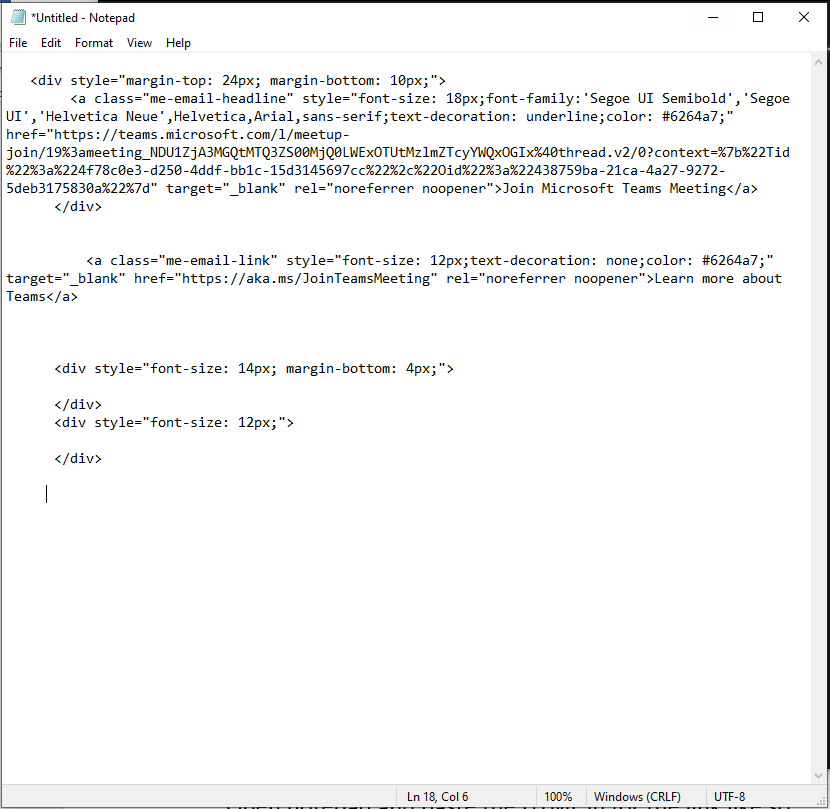 *Untitled - Notepad
File Edit Format View Help
<div style="margin-top: 24px; margin-bottom: 10px;">
<a class="me-email-headline" style="font-size: 18px;font-family:'Segoe UI Semibold','Segoe
UI','Helvetica Neue',Helvetica,Arial,sans-serif;text-decoration: underline;color: #6264a7;"
href="https://teams.microsoft.com/l/meetup-
join/19%3ameeting_NDU1ZjA3MGQtMTQ3ZS00MjQ0LWExOTUtMzlmZTcyYWQxOGIx%40thread.v2/0?context=%7b%22Tid
%22%3a%224f78c0e3-d250-4ddf-bb1c-15d3145697cc%22%2c%22Oid%22%3a%22438759ba-21ca-4a27-9272-
5deb3175830a%22%7d" target="_blank" rel="noreferrer noopener">Join Microsoft Teams Meeting</a>
</div>
<a class="me-email-link" style="font-size: 12px;text-decoration: none;color: #6264a7;"
target="_blank" href="https://aka.ms/JoinTeamsMeeting" rel="noreferrer noopener">Learn more about
Teams</a>
<div style="font-size: 14px; margin-bottom: 4px;">
</div>
<div style="font-size: 12px;">
</div>
Ln 18, Col 6 100% Windows (CRLF) UTF-8